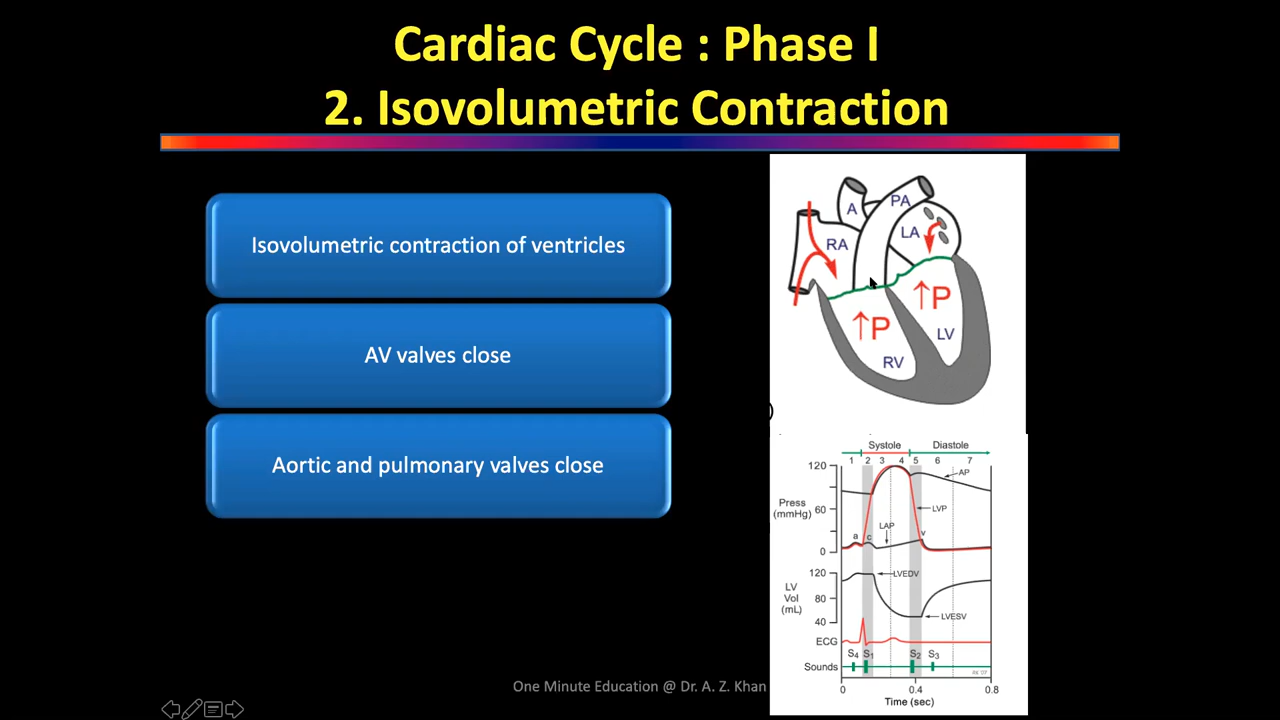 Cardiac Cycle : Phase I
2. Isovolumetric Contraction
Isovolumetric contraction of ventricles
AV valves close
Aortic and pulmonary valves close
A
PA
RA
LA
↑P
↑P
LV
RV
Systole Diastole
1 2 3 4 5 6 7
120
AP
Press
(mmHg)
60
LVP
LAP
a c v
0
120
LVEDV
LV
Vol
(mL)
80
40
LVESV
ECG
S4 S1 S2 S3
Sounds
0 0.4 0.8
Time (sec)
One Minute Education @ Dr. A. Z. Khan